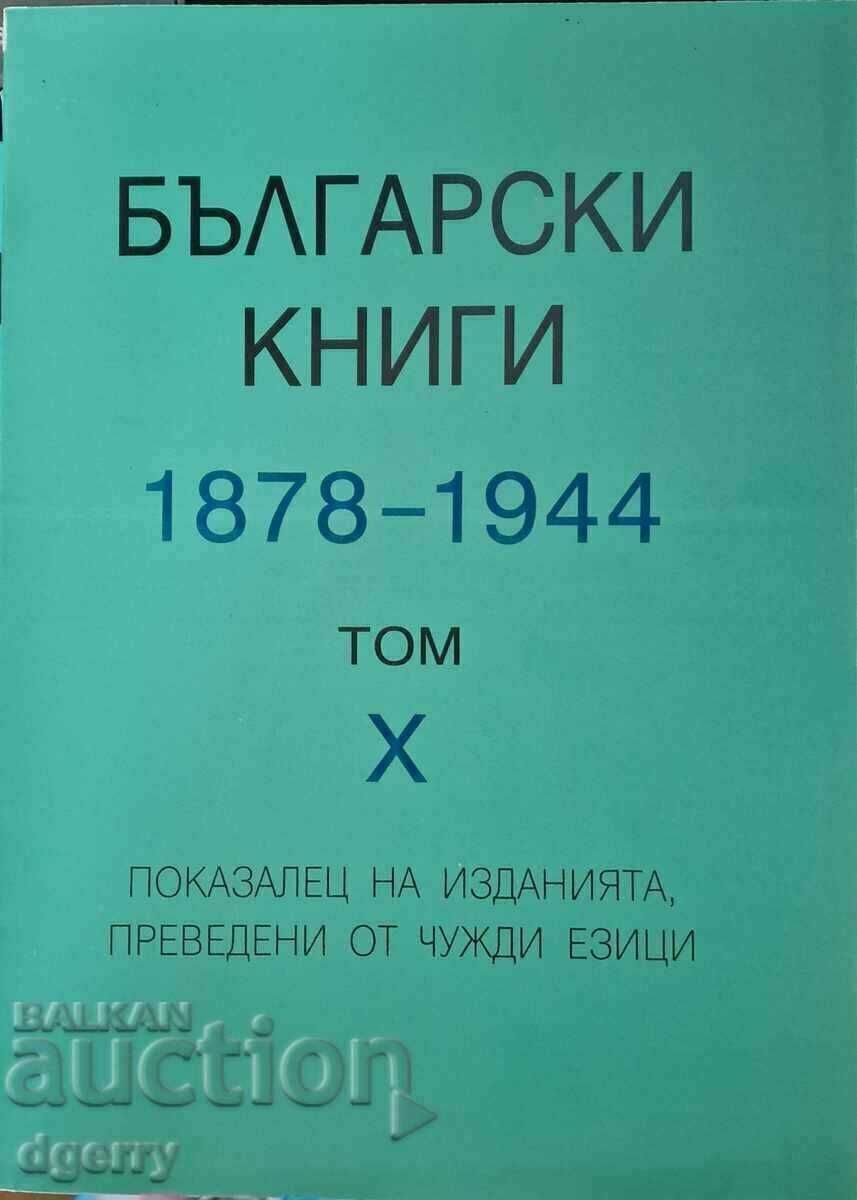 БЪЛГАРСКИ
КНИГИ
1878-1944
ТОМ
X
ПОКАЗАЛЕЦ НА ИЗДАНИЯТА,
ПРЕВЕДЕНИ ОТ ЧУЖДИ ЕЗИЦИ
BALKAN
auction
dgerry